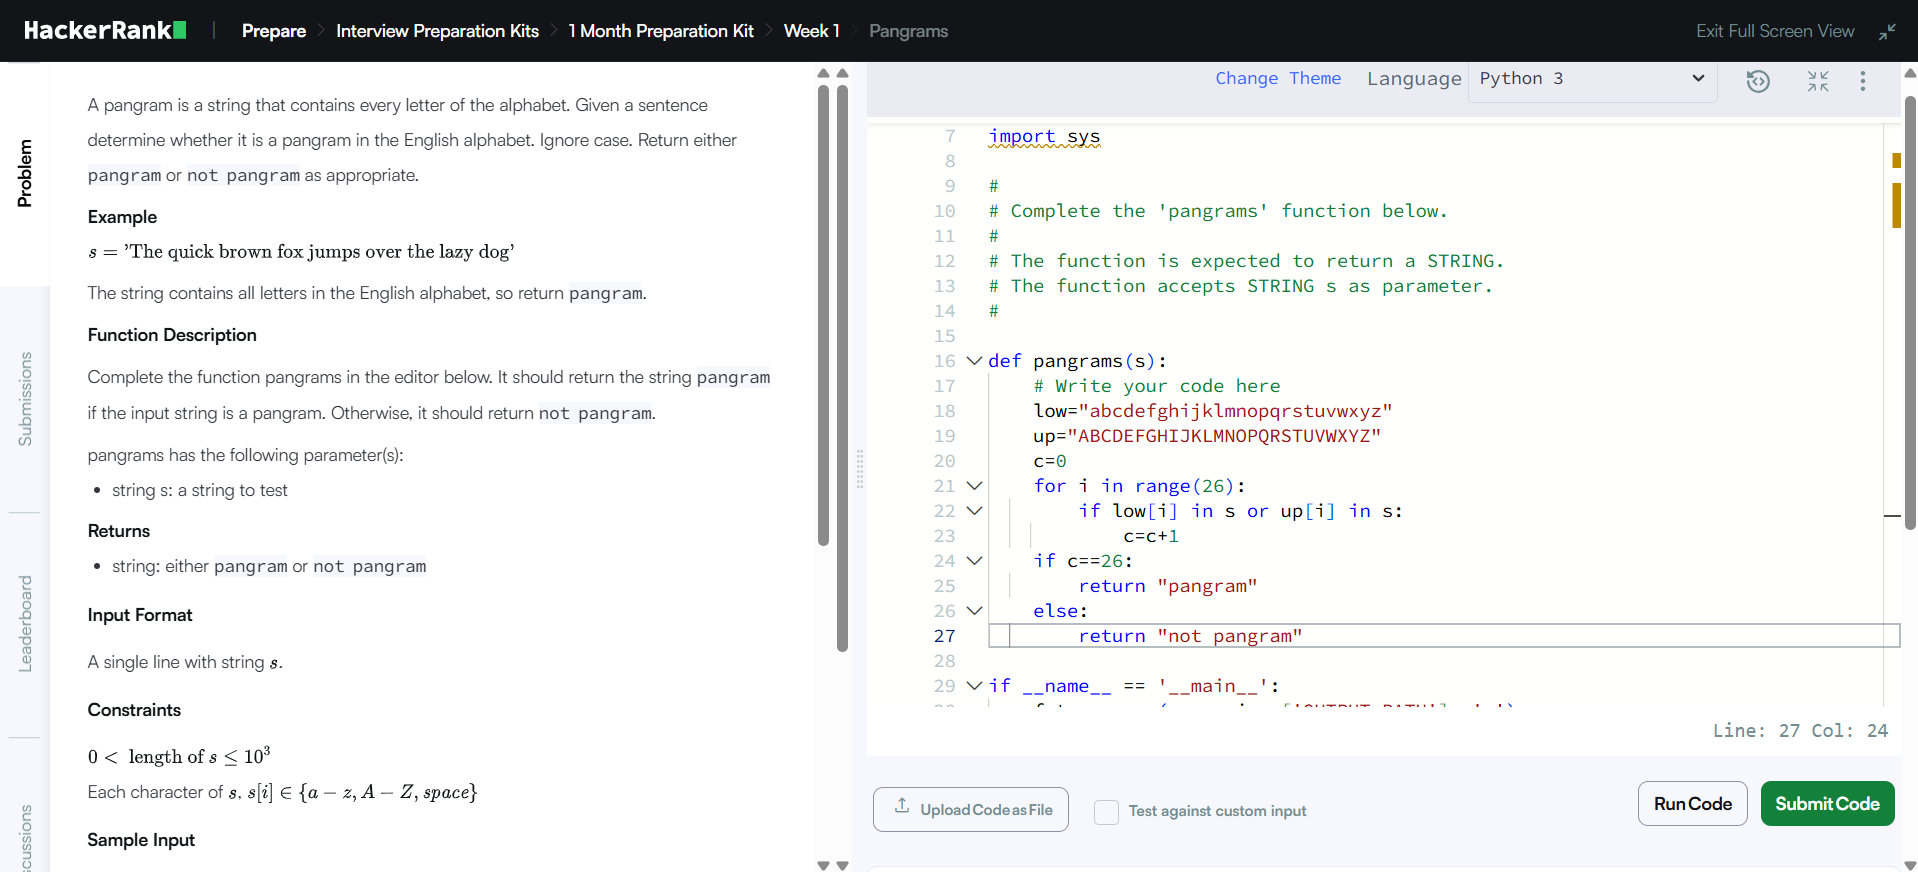 HackerRank | Prepare > Interview Preparation Kits > 1 Month Preparation Kit > Week 1 > Pangrams
Exit Full Screen View
Problem
Submissions
Leaderboard
A pangram is a string that contains every letter of the alphabet. Given a sentence
determine whether it is a pangram in the English alphabet. Ignore case. Return either
pangram or not pangram as appropriate.
Example
s = 'The quick brown fox jumps over the lazy dog'
The string contains all letters in the English alphabet, so return pangram.
Function Description
Complete the function pangrams in the editor below. It should return the string pangram
if the input string is a pangram. Otherwise, it should return not pangram.
pangrams has the following parameter(s):
• string s: a string to test
Returns
• string: either pangram or not pangram
Input Format
A single line with string s.
Constraints
0 < length of s ≤ 10³
Each character of s, s[i] ∈ {a − z, A − Z, space}
Sample Input
Change Theme Language Python 3
7 import sys
8
9 #
10 # Complete the 'pangrams' function below.
11 #
12 # The function is expected to return a STRING.
13 # The function accepts STRING s as parameter.
14 #
15
16 def pangrams(s):
17     # Write your code here
18     low="abcdefghijklmnopqrstuvwxyz"
19     up="ABCDEFGHIJKLMNOPQRSTUVWXYZ"
20     c=0
21     for i in range(26):
22         if low[i] in s or up[i] in s:
23             c=c+1
24     if c==26:
25         return "pangram"
26     else:
27         return "not pangram"
28
29 if __name__ == '__main__':
Line: 27 Col: 24
Upload Code as File
Test against custom input
Run Code
Submit Code